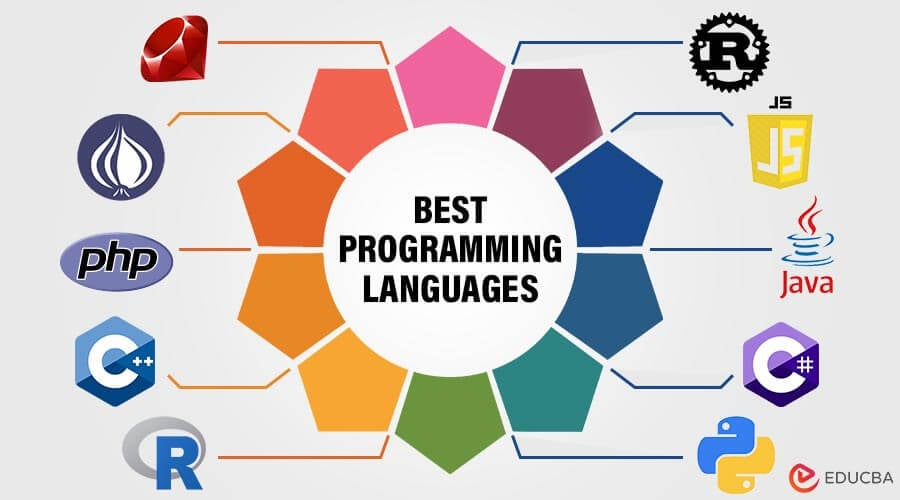 R
JS
JS
php
BEST
PROGRAMMING
LANGUAGES
Java
C++
C#
R
EDUCBA